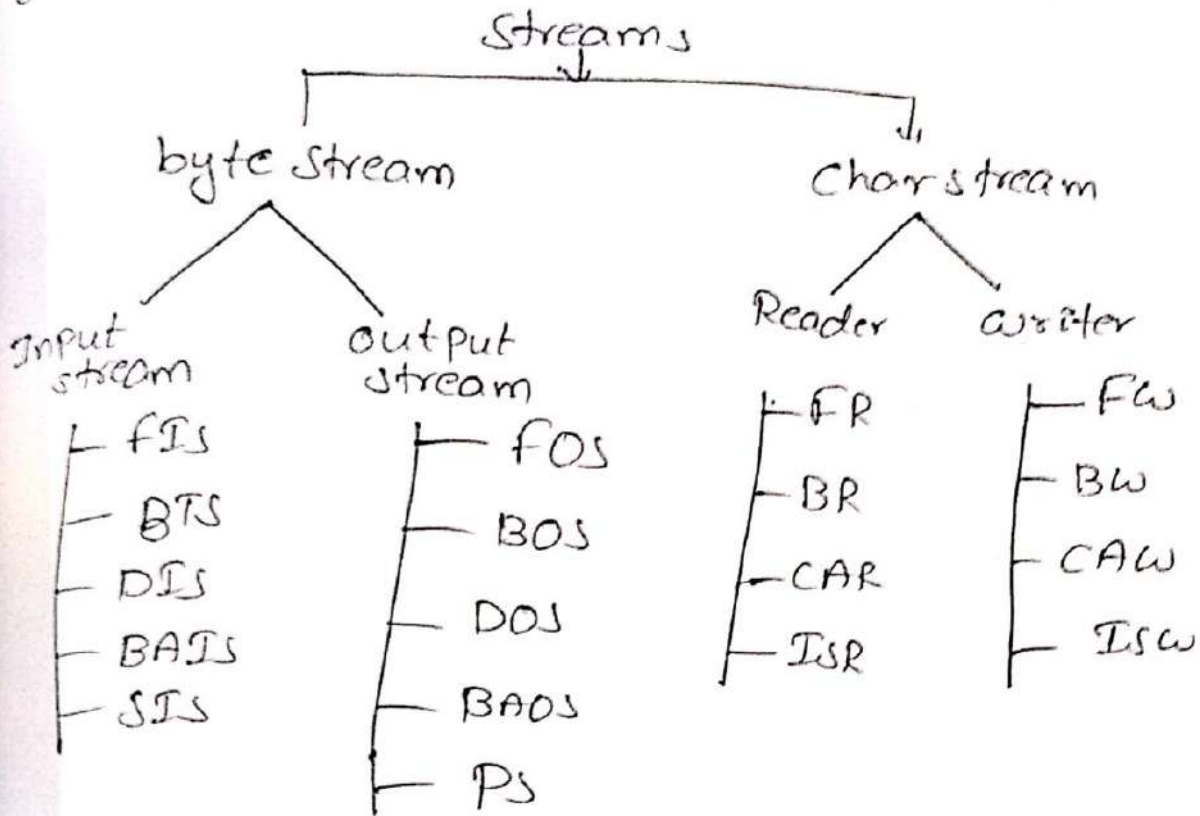 Streams
byte stream
Char stream
Input
stream
output
stream
Reader
writer
FIS
BIS
DIS
BAIS
SIS
FOS
BOS
DOS
BAOS
PS
FR
BR
CAR
ISR
FW
BW
CAW
ISW